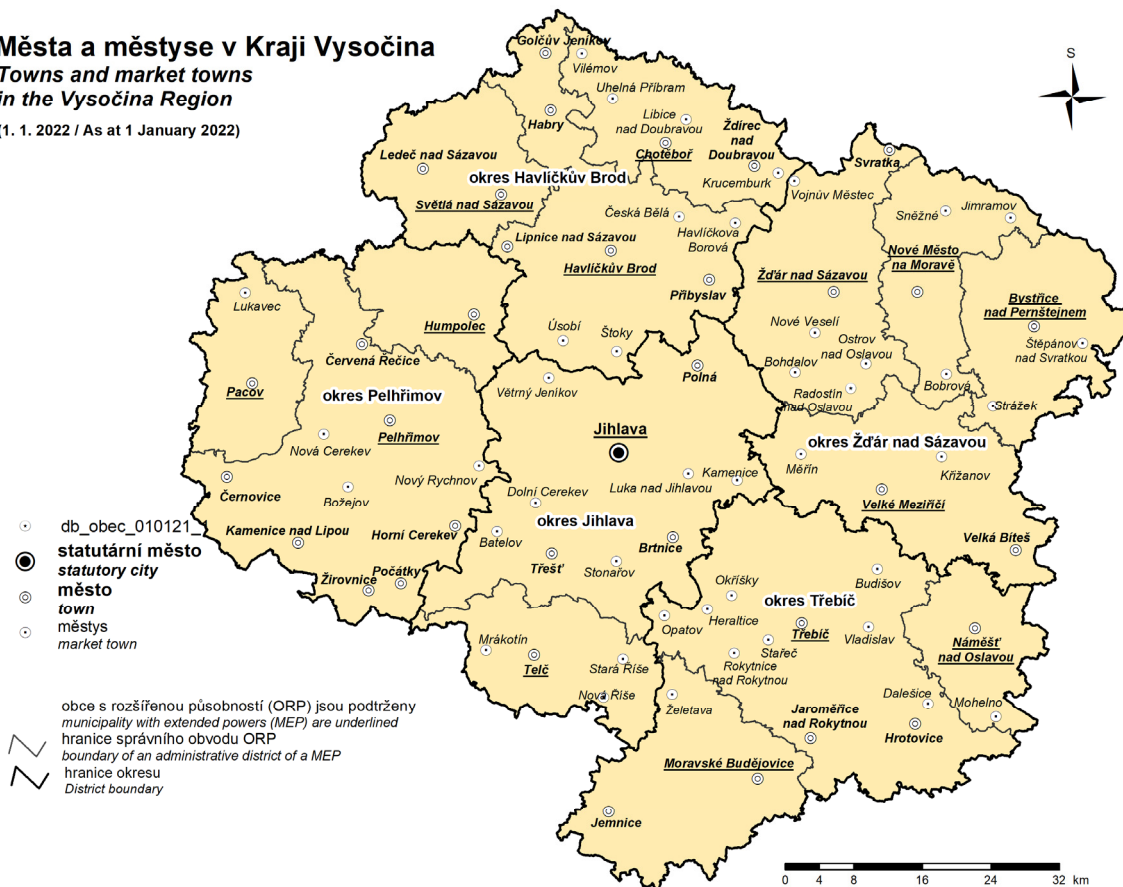 Města a městyse v Kraji Vysočina
Towns and market towns
in the Vysočina Region
(1. 1. 2022 / As at 1 January 2022)
S
Golčův Jeníkov
Vilémov
Uhelná Příbram
Habry
Libice
nad Doubravou
Chotěboř
Ždírec
nad
Doubravou
Krucemburk
Ledeč nad Sázavou
okres Havlíčkův Brod
Světlá nad Sázavou
Svratka
Vojnův Městec
Sněžné
Jimramov
Česká Bělá
Havlíčkova
Borová
Lipnice nad Sázavou
Havlíčkův Brod
Přibyslav
Nové Město
na Moravě
Žďár nad Sázavou
Bystřice
nad Pernštejnem
Lukavec
Humpolec
Úsobí
Štoky
Nové Veselí
Ostrov
nad Oslavou
Štěpánov
nad Svratkou
Červená Řečice
Bohdalov
Bobrová
Polná
Pacov
Větrný Jeníkov
Radostín
nad Oslavou
Strážek
okres Pelhřimov
Pelhřimov
Jihlava
okres Žďár nad Sázavou
Nová Cerekev
Měřín
Křižanov
Nový Rychnov
Luka nad Jihlavou
Kamenice
Černovice
Božejov
Dolní Cerekev
Velké Meziříčí
okres Jihlava
Kamenice nad Lipou
Horní Cerekev
Batelov
Brtnice
Velká Bíteš
Třešť
Stonařov
Žirovnice
Počátky
Budišov
Okříšky
okres Třebíč
Heraltice
Opatov
Třebíč
Vladislav
Náměšť
nad Oslavou
Stařeč
Mrákotín
Telč
Stará Říše
Rokytnice
nad Rokytnou
Nová Říše
Želetava
Dalešice
Mohelno
Jaroměřice
nad Rokytnou
Hrotovice
Moravské Budějovice
Jemnice
db_obec_010121_
statutární město
statutory city
město
town
městys
market town
obce s rozšířenou působností (ORP) jsou podtrženy
municipality with extended powers (MEP) are underlined
hranice správního obvodu ORP
boundary of an administrative district of a MEP
hranice okresu
District boundary
0 4 8 16 24 32 km